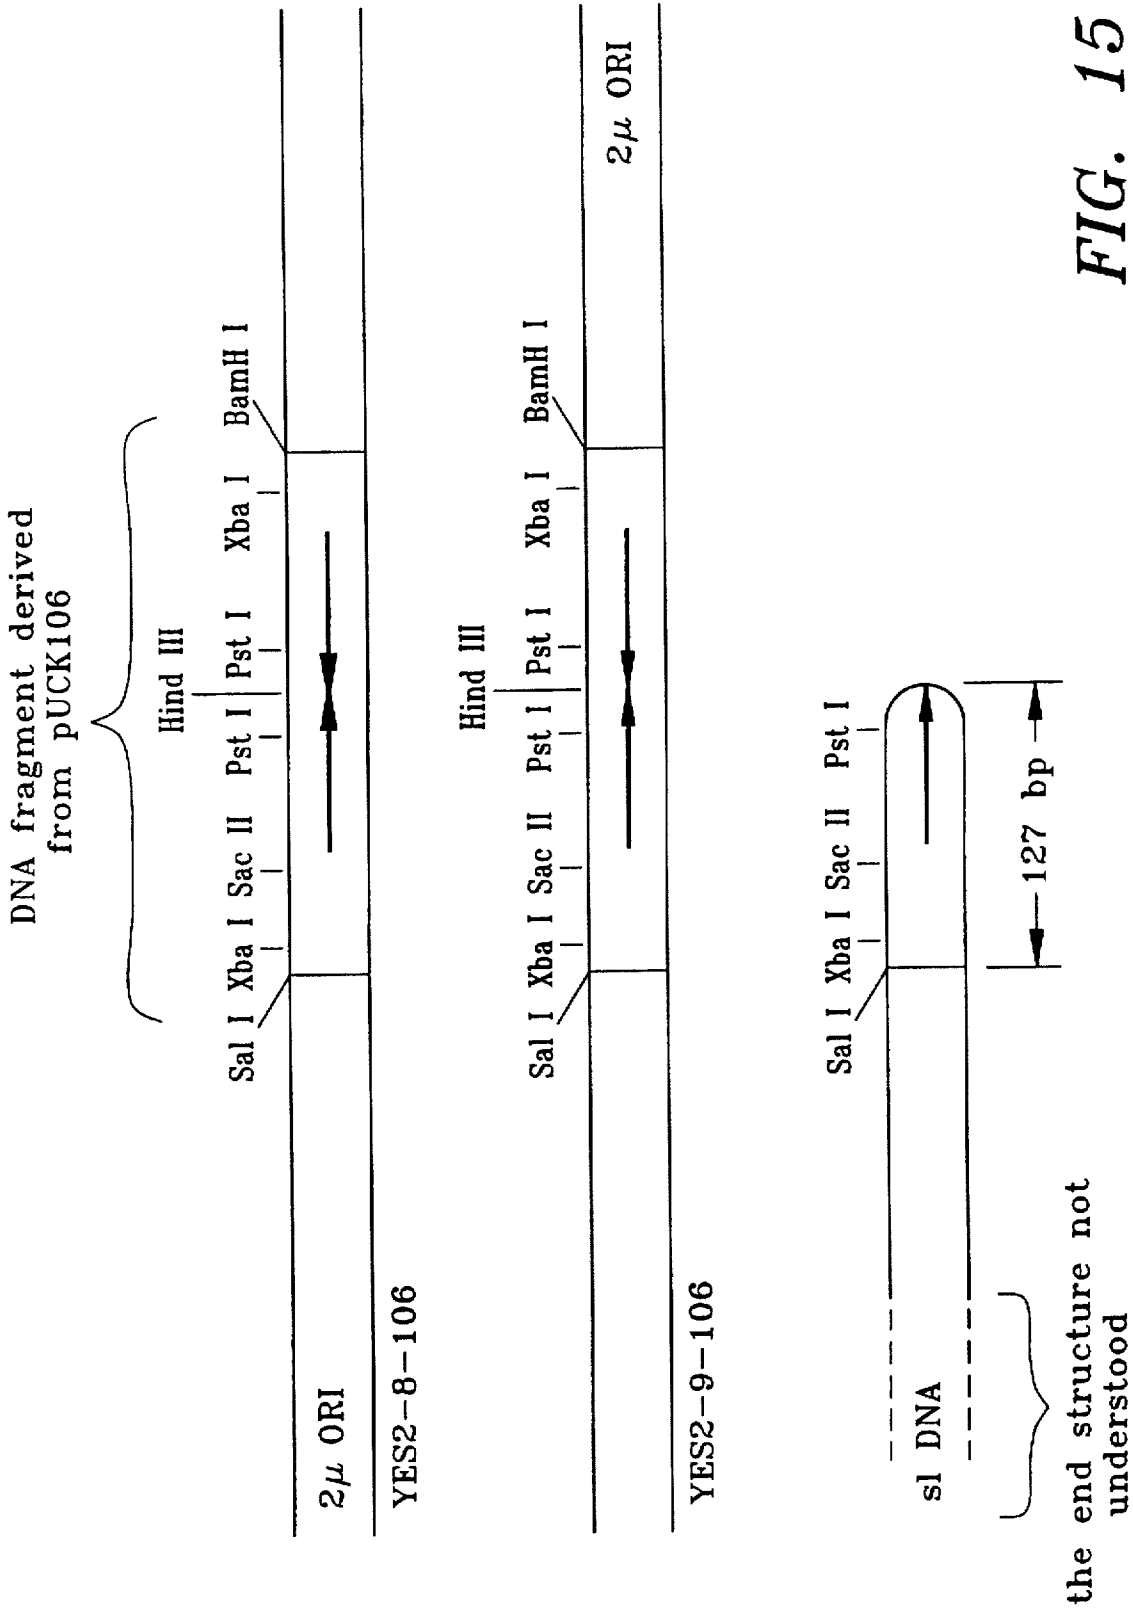 DNA fragment derived
from pUCK106
Hind III
Sal I Xba I Sac II Pst I Pst I Xba I BamH I
2μ ORI
YES2-8-106
Hind III
Sal I Xba I Sac II Pst I Pst I Xba I BamH I
2μ ORI
YES2-9-106
Sal I Xba I Sac II Pst I
sl DNA
127 bp
the end structure not
understood
FIG. 15